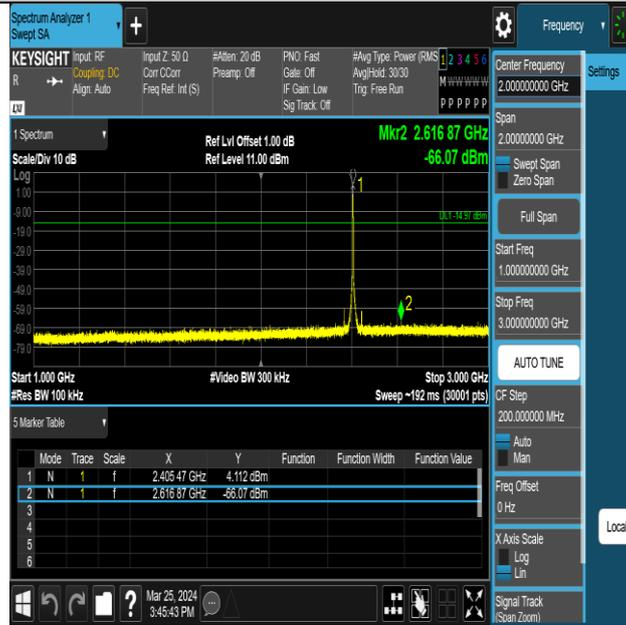 Spectrum Analyzer 1
Swept SA
+
Frequency
KEYSIGHT
R
LXI
Input: RF
Coupling: DC
Align: Auto
Input Z: 50 Ω
Corr CCorr
Freq Ref: Int (S)
#Atten: 20 dB
Preamp: Off
PNO: Fast
Gate: Off
IF Gain: Low
Sig Track: Off
#Avg Type: Power (RMS
Avg|Hold: 30/30
Trig: Free Run
1 2 3 4 5 6
M W W W W W
P P P P P P
1 Spectrum
Scale/Div 10 dB
Ref Lvl Offset 1.00 dB
Ref Level 11.00 dBm
Mkr2 2.616 87 GHz
-66.07 dBm
Log
1.00
-9.00
-19.0
-29.0
-39.0
-49.0
-59.0
-69.0
-79.0
1
DL1 -14.97 dBm
2
Start 1.000 GHz
#Res BW 100 kHz
#Video BW 300 kHz
Stop 3.000 GHz
Sweep ~192 ms (30001 pts)
5 Marker Table
Mode Trace Scale X Y Function Function Width Function Value
1 N 1 f 2.405 47 GHz 4.112 dBm
2 N 1 f 2.616 87 GHz -66.07 dBm
3
4
5
6
?
Mar 25, 2024
3:45:43 PM
Center Frequency
2.00000000 GHz
Settings
Span
2.00000000 GHz
Swept Span
Zero Span
Full Span
Start Freq
1.00000000 GHz
Stop Freq
3.00000000 GHz
AUTO TUNE
CF Step
200.000000 MHz
Auto
Man
Freq Offset
0 Hz
Local
X Axis Scale
Log
Lin
Signal Track
(Span Zoom)